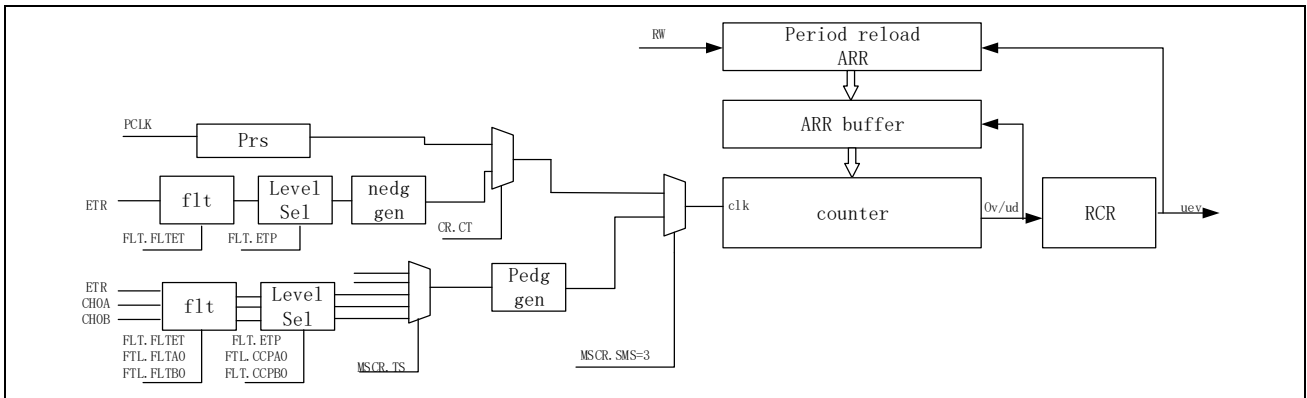 RW
Period reload
ARR
PCLK
Prs
ARR buffer
ETR
flt
Level
Sel
nedg
gen
clk
counter
Ov/ud
RCR
uev
FLT.FLTET
FLT.ETP
CR.CT
ETR
CH0A
CH0B
flt
Level
Sel
Pedg
gen
FLT.FLTET
FTL.FLTA0
FTL.FLTB0
FLT.ETP
FTL.CCPA0
FLT.CCPB0
MSCR.TS
MSCR.SMS=3